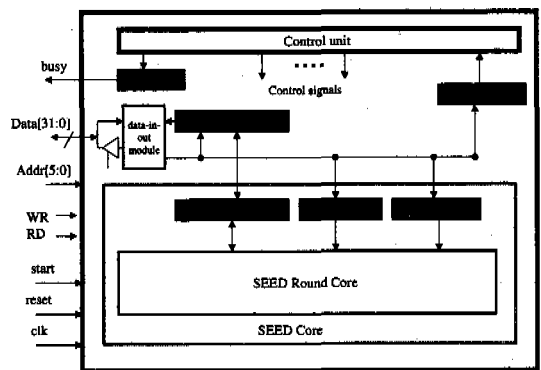 Control unit
busy
Control signals
Data[31:0]
data-in-
out
module
Addr[5:0]
WR
RD
start
SEED Round Core
reset
clk
SEED Core